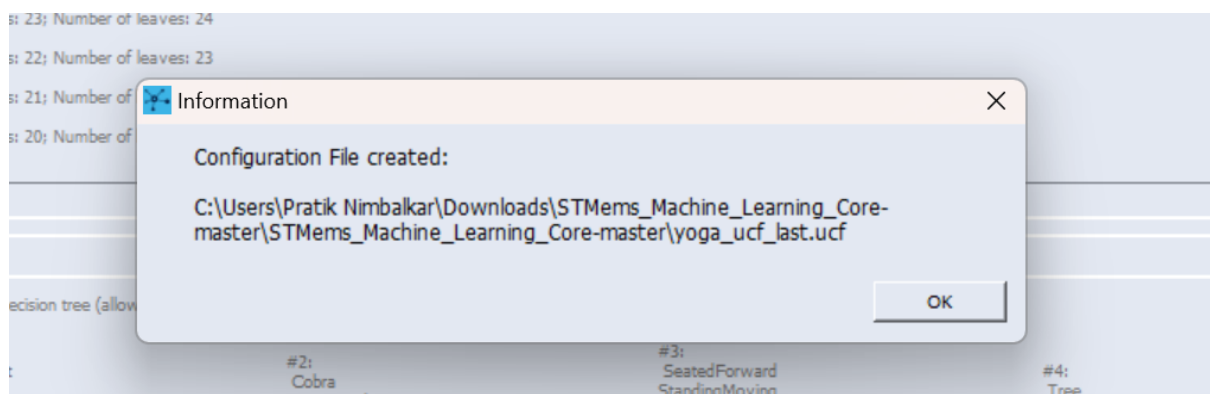 s: 23; Number of leaves: 24
s: 22; Number of leaves: 23
s: 21; Number of
s: 20; Number of
Information
Configuration File created:
C:\Users\Pratik Nimbalkar\Downloads\STMems_Machine_Learning_Core-
master\STMems_Machine_Learning_Core-master\yoga_ucf_last.ucf
OK
ecision tree (allow
#2:
Cobra
#3:
SeatedForward
StandingMoving
#4:
Tree